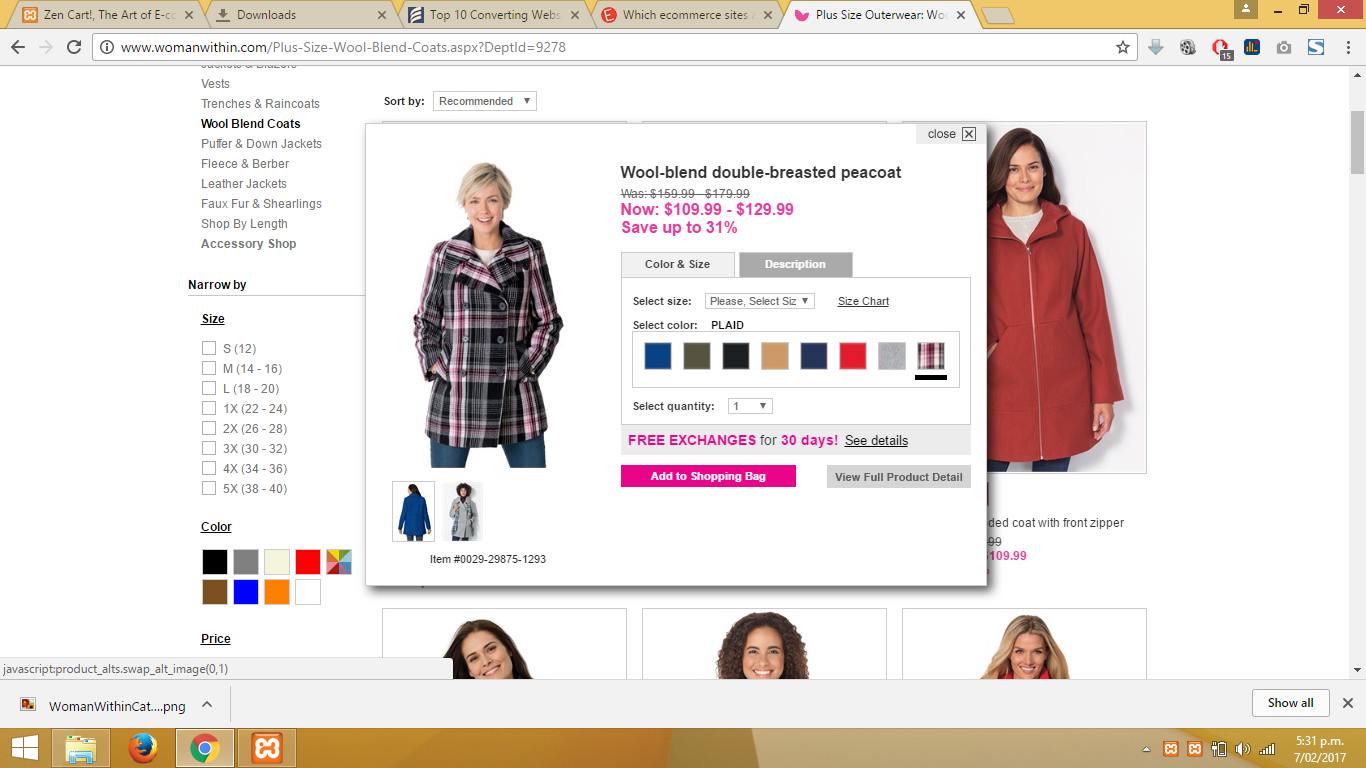 Zen Cart!, The Art of E-co
Downloads
Top 10 Converting Webs
Which ecommerce sites
Plus Size Outerwear: Wo
www.womanwithin.com/Plus-Size-Wool-Blend-Coats.aspx?DeptId=9278
15
Jackets & Blazers
Vests
Trenches & Raincoats
Wool Blend Coats
Puffer & Down Jackets
Fleece & Berber
Leather Jackets
Faux Fur & Shearlings
Shop By Length
Accessory Shop
Narrow by
Size
S (12)
M (14 - 16)
L (18 - 20)
1X (22 - 24)
2X (26 - 28)
3X (30 - 32)
4X (34 - 36)
5X (38 - 40)
Color
Price
Sort by: Recommended
close
Wool-blend double-breasted peacoat
Was: $159.99 - $179.99
Now: $109.99 - $129.99
Save up to 31%
Color & Size Description
Select size: Please, Select Siz Size Chart
Select color: PLAID
Select quantity: 1
FREE EXCHANGES for 30 days! See details
Add to Shopping Bag View Full Product Detail
Item #0029-29875-1293
ded coat with front zipper
99
109.99
javascript:product_alts.swap_alt_image(0,1)
WomanWithinCat....png
Show all
5:31 p.m.
7/02/2017